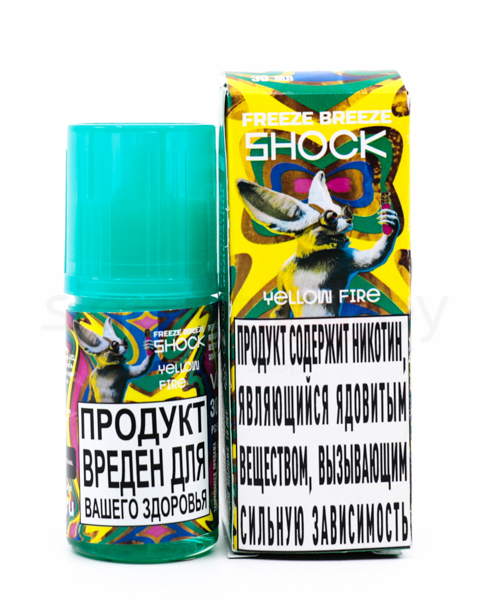 FREEZE BREEZE
SHOCK
YELLOW FIRE
ПРОДУКТ СОДЕРЖИТ НИКОТИН,
ЯВЛЯЮЩИЙСЯ ЯДОВИТЫМ
ВЕЩЕСТВОМ, ВЫЗЫВАЮЩИМ
СИЛЬНУЮ ЗАВИСИМОСТЬ
FREEZE BREEZE
SHOCK
YELLOW
FIRE
ПРОДУКТ
ВРЕДЕН ДЛЯ
ВАШЕГО ЗДОРОВЬЯ